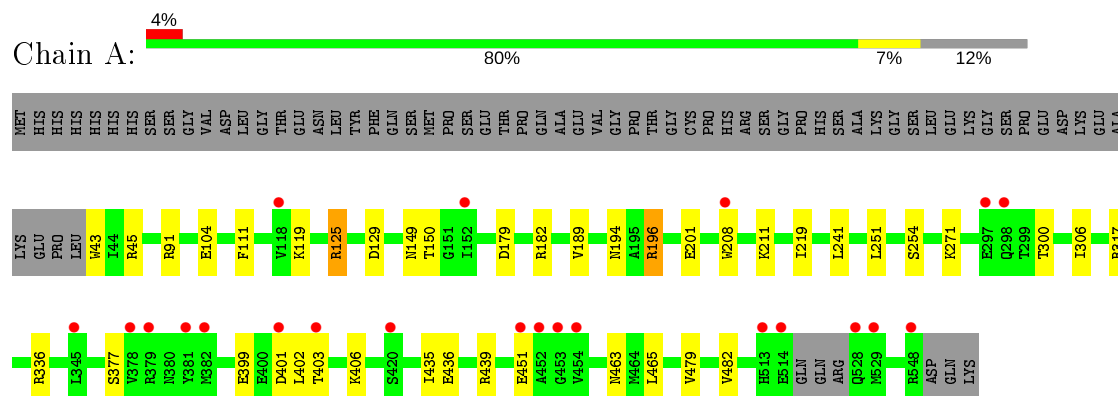 4%
Chain A:
80% 7% 12%
MET HIS HIS HIS HIS HIS HIS SER SER GLY VAL ASP LEU GLY THR GLU ASN LEU TYR PHE GLN SER MET PRO SER GLU THR PRO GLN ALA GLU VAL GLY PRO THR GLY CYS PRO HIS ARG SER GLY PRO HIS SER ALA LYS GLY SER LEU GLU LYS GLY SER PRO GLU ASP LYS GLU ALA
LYS GLU PRO LEU W43 I44 R45 R91 E104 F111 V118 K119 R125 D129 N149 T150 G151 I152 D179 R182 V189 N194 A195 R196 E201 W208 K211 I219 L241 L251 S254 K271 E297 Q298 T299 T300 I306
R336 L345 S377 V378 R379 N380 Y381 M382 E399 E400 D401 L402 T403 K406 S420 I435 E436 R439 E451 A452 G453 V454 N463 M464 L465 V479 V482 H513 E514 GLN GLN ARG Q528 M529 R548 ASP GLN LYS